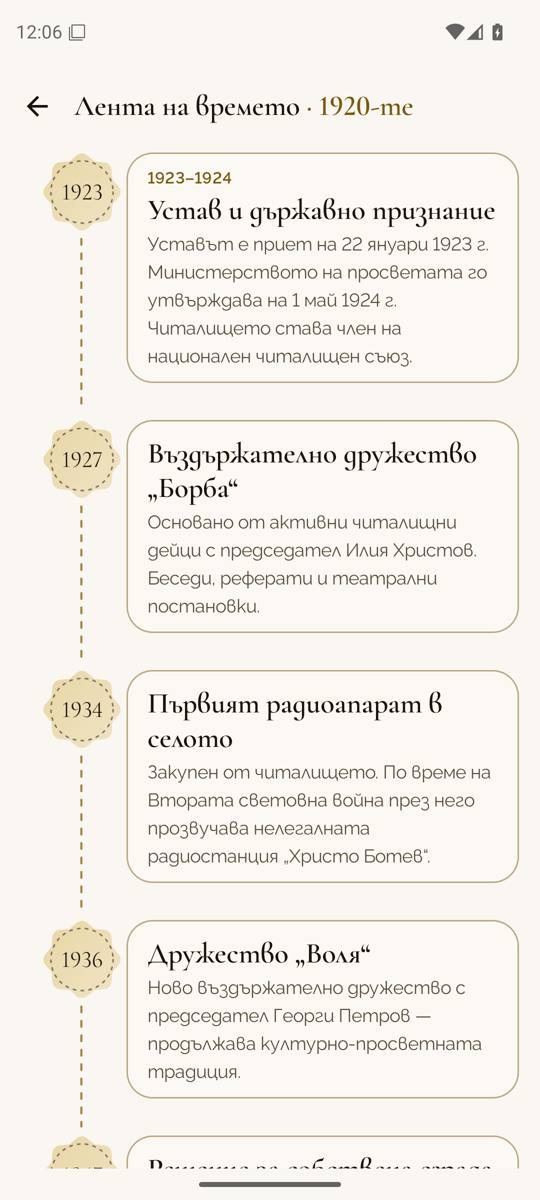 12:06
Лента на времето · 1920-те
1923
1923–1924
Устав и държавно признание
Уставът е приет на 22 януари 1923 г.
Министерството на просветата го
утвърждава на 1 май 1924 г.
Читалището става член на
национален читалищен съюз.
1927
Въздържателно дружество
„Борба“
Основано от активни читалищни
дейци с председател Илия Христов.
Беседи, реферати и театрални
постановки.
1934
Първият радиоапарат в
селото
Закупен от читалището. По време на
Втората световна война през него
прозвучава нелегалната
радиостанция „Христо Ботев“.
1936
Дружество „Воля“
Ново въздържателно дружество с
председател Георги Петров —
продължава културно-просветната
традиция.